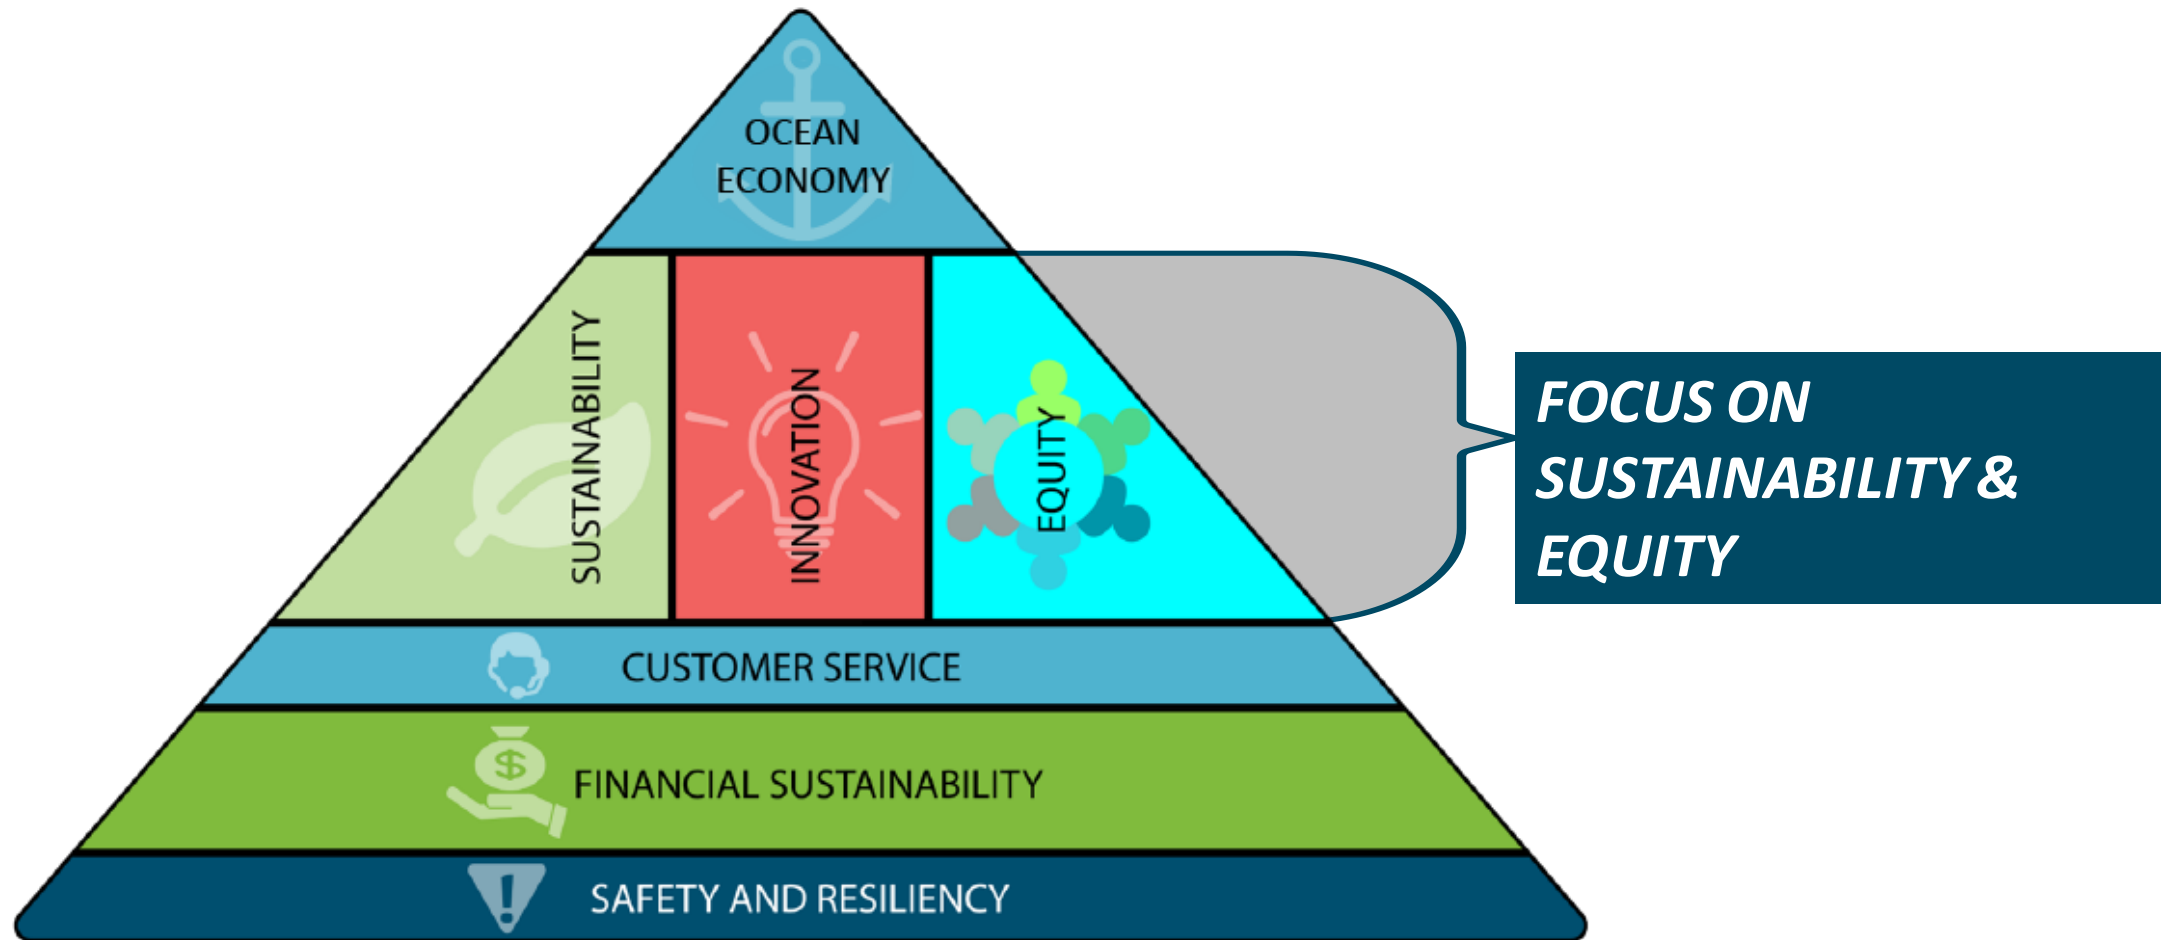 OCEAN
ECONOMY
SUSTAINABILITY
INNOVATION
EQUITY
FOCUS ON
SUSTAINABILITY &
EQUITY
CUSTOMER SERVICE
$
FINANCIAL SUSTAINABILITY
!
SAFETY AND RESILIENCY